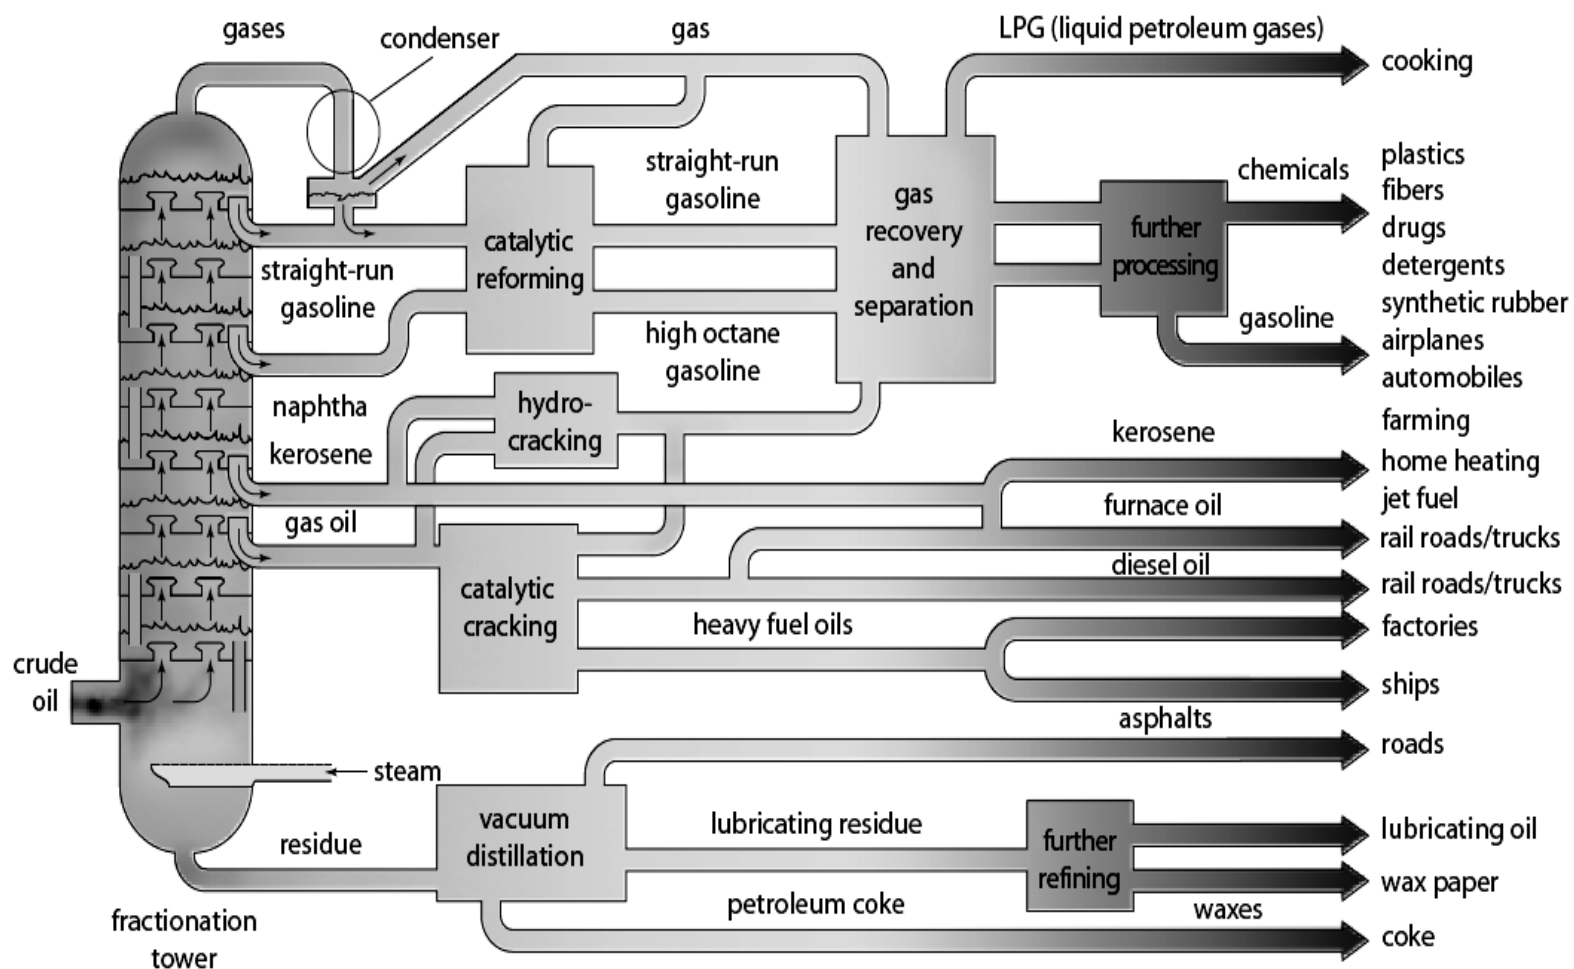 gases
condenser
gas
LPG (liquid petroleum gases)
cooking
straight-run
gasoline
catalytic
reforming
gas
recovery
and
separation
chemicals
further
processing
plastics
fibers
drugs
detergents
synthetic rubber
straight-run
gasoline
high octane
gasoline
gasoline
airplanes
automobiles
farming
naphtha
hydro-
cracking
kerosene
kerosene
home heating
jet fuel
gas oil
furnace oil
rail roads/trucks
catalytic
cracking
diesel oil
rail roads/trucks
heavy fuel oils
factories
ships
crude
oil
steam
asphalts
roads
residue
vacuum
distillation
lubricating residue
further
refining
lubricating oil
wax paper
waxes
petroleum coke
coke
fractionation
tower